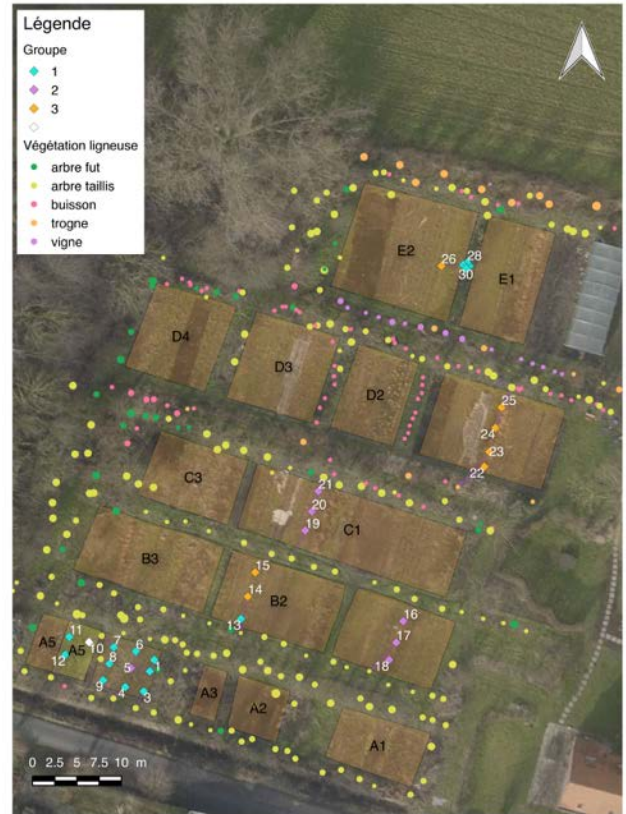 Légende
Groupe
1
2
3
Végétation ligneuse
arbre fut
arbre taillis
buisson
trogne
vigne
E2
26
28
30
E1
D4
D3
D2
25
24
23
22
C3
21
20
19
C1
B3
15
14
13
B2
16
17
18
11
A5
A5
12
10
7
6
8
5
1
9
4
3
A3
A2
A1
0 2.5 5 7.5 10 m